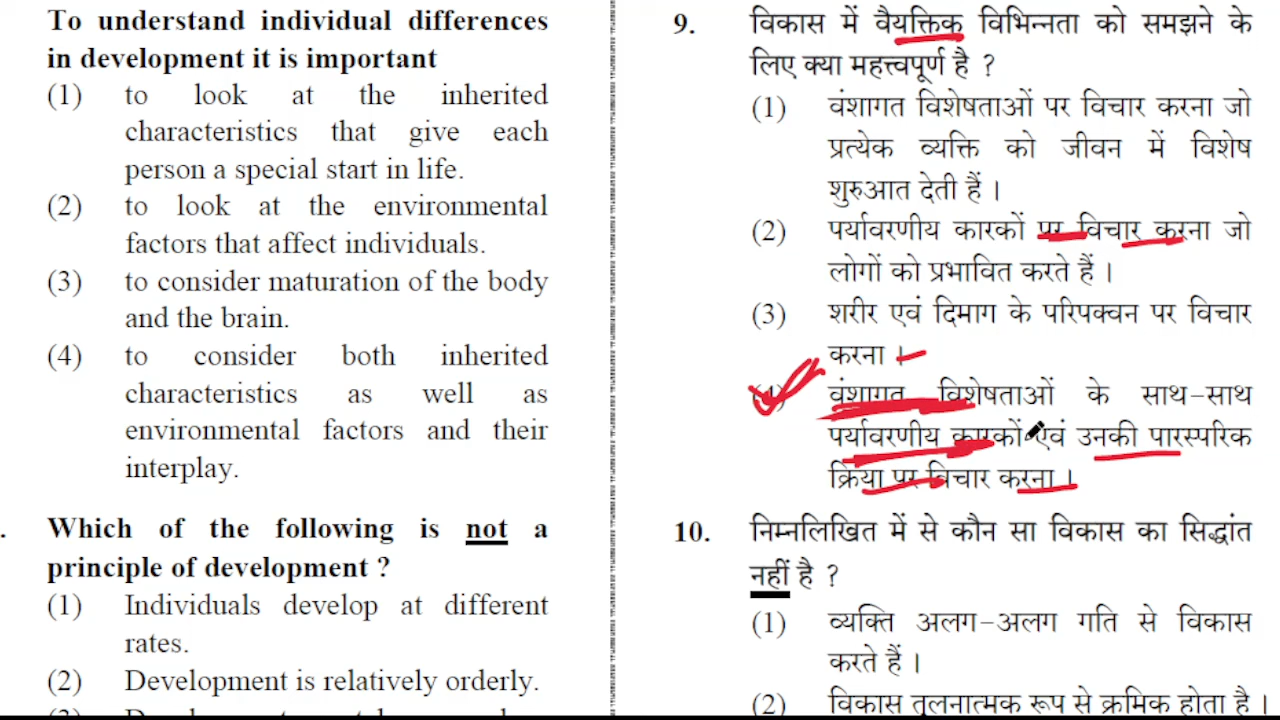 To understand individual differences
in development it is important
(1) to look at the inherited
characteristics that give each
person a special start in life.
(2) to look at the environmental
factors that affect individuals.
(3) to consider maturation of the body
and the brain.
(4) to consider both inherited
characteristics as well as
environmental factors and their
interplay.
. Which of the following is not a
principle of development ?
(1) Individuals develop at different
rates.
(2) Development is relatively orderly.
9. विकास में वैयक्तिक विभिन्नता को समझने के
लिए क्या महत्त्वपूर्ण है ?
(1) वंशागत विशेषताओं पर विचार करना जो
प्रत्येक व्यक्ति को जीवन में विशेष
शुरुआत देती हैं ।
(2) पर्यावरणीय कारकों पर विचार करना जो
लोगों को प्रभावित करते हैं ।
(3) शरीर एवं दिमाग के परिपक्वन पर विचार
करना ।
(4) वंशागत विशेषताओं के साथ-साथ
पर्यावरणीय कारकों एवं उनकी पारस्परिक
क्रिया पर विचार करना ।
10. निम्नलिखित में से कौन सा विकास का सिद्धांत
नहीं है ?
(1) व्यक्ति अलग-अलग गति से विकास
करते हैं ।
(2) विकास तुलनात्मक रूप से क्रमिक होता है ।